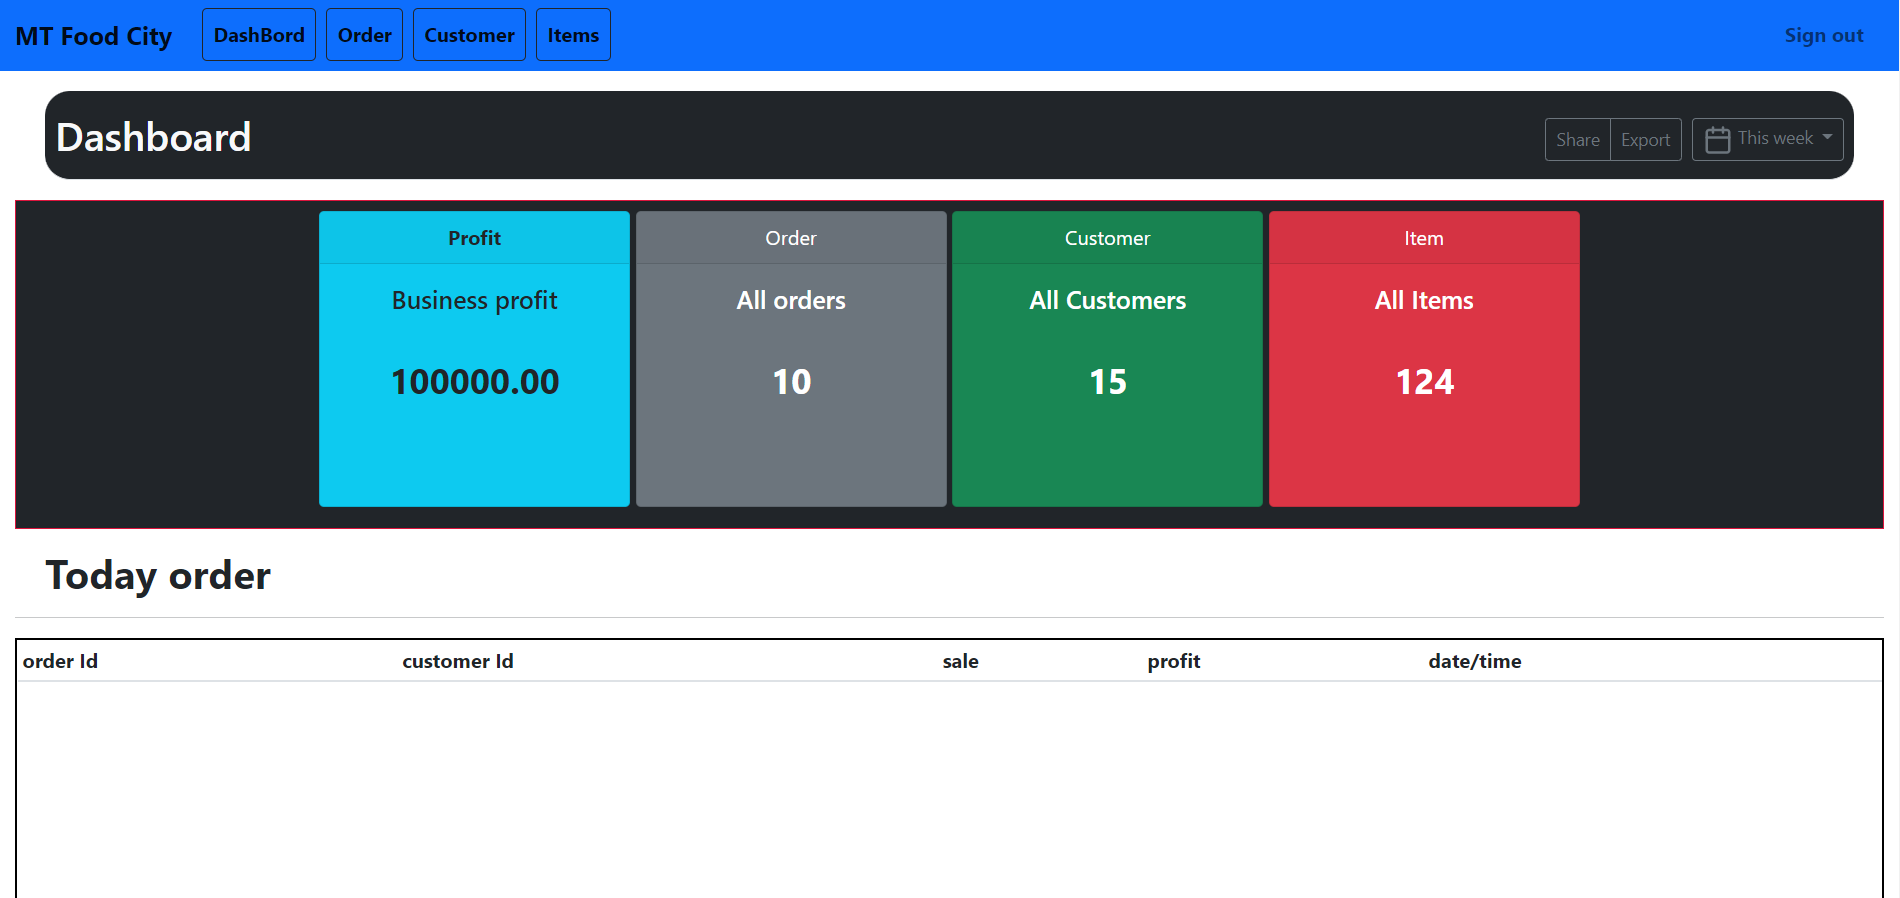 MT Food City DashBord Order Customer Items Sign out
Dashboard Share Export This week
Profit Order Customer Item
Business profit All orders All Customers All Items
100000.00 10 15 124
Today order
order Id customer Id sale profit date/time